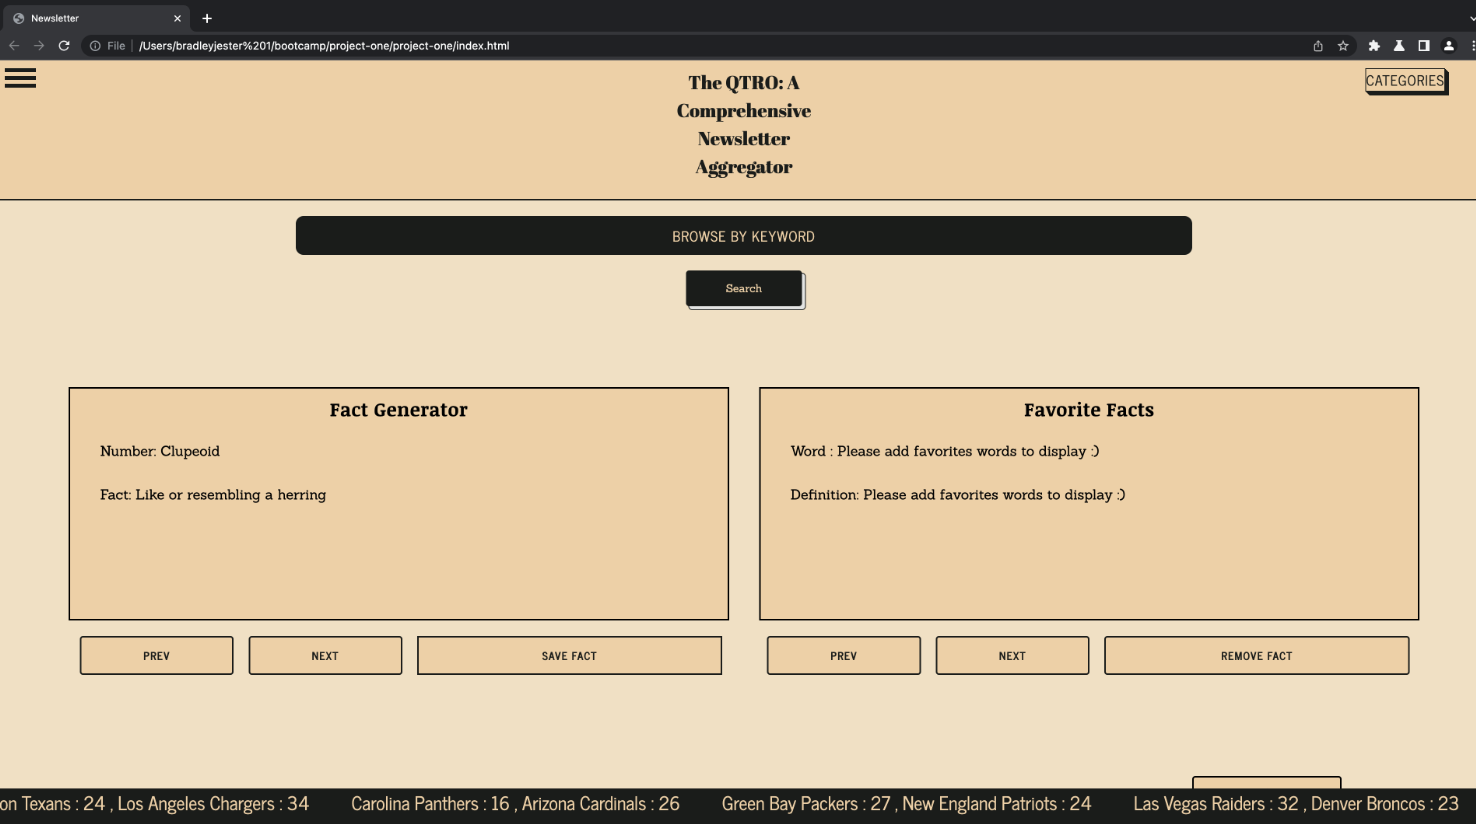 Newsletter
File /Users/bradleyjester%201/bootcamp/project-one/project-one/index.html
The QTRO: A
Comprehensive
Newsletter
Aggregator
CATEGORIES
BROWSE BY KEYWORD
Search
Fact Generator
Number: Clupeoid
Fact: Like or resembling a herring
PREV
NEXT
SAVE FACT
Favorite Facts
Word : Please add favorites words to display :)
Definition: Please add favorites words to display :)
PREV
NEXT
REMOVE FACT
on Texans : 24 , Los Angeles Chargers : 34 Carolina Panthers : 16 , Arizona Cardinals : 26 Green Bay Packers : 27 , New England Patriots : 24 Las Vegas Raiders : 32 , Denver Broncos : 23